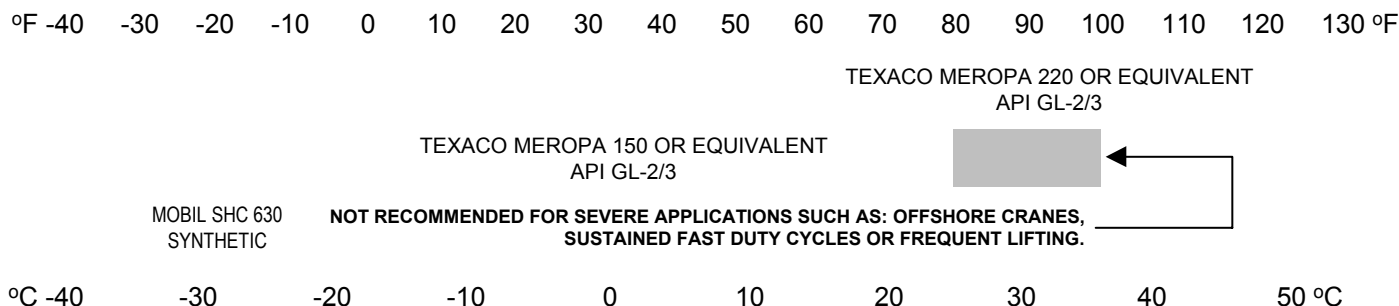 ºF -40 -30 -20 -10 0 10 20 30 40 50 60 70 80 90 100 110 120 130 ºF
TEXACO MEROPA 220 OR EQUIVALENT
API GL-2/3
TEXACO MEROPA 150 OR EQUIVALENT
API GL-2/3
MOBIL SHC 630
SYNTHETIC
NOT RECOMMENDED FOR SEVERE APPLICATIONS SUCH AS: OFFSHORE CRANES,
SUSTAINED FAST DUTY CYCLES OR FREQUENT LIFTING.
ºC -40 -30 -20 -10 0 10 20 30 40 50 ºC